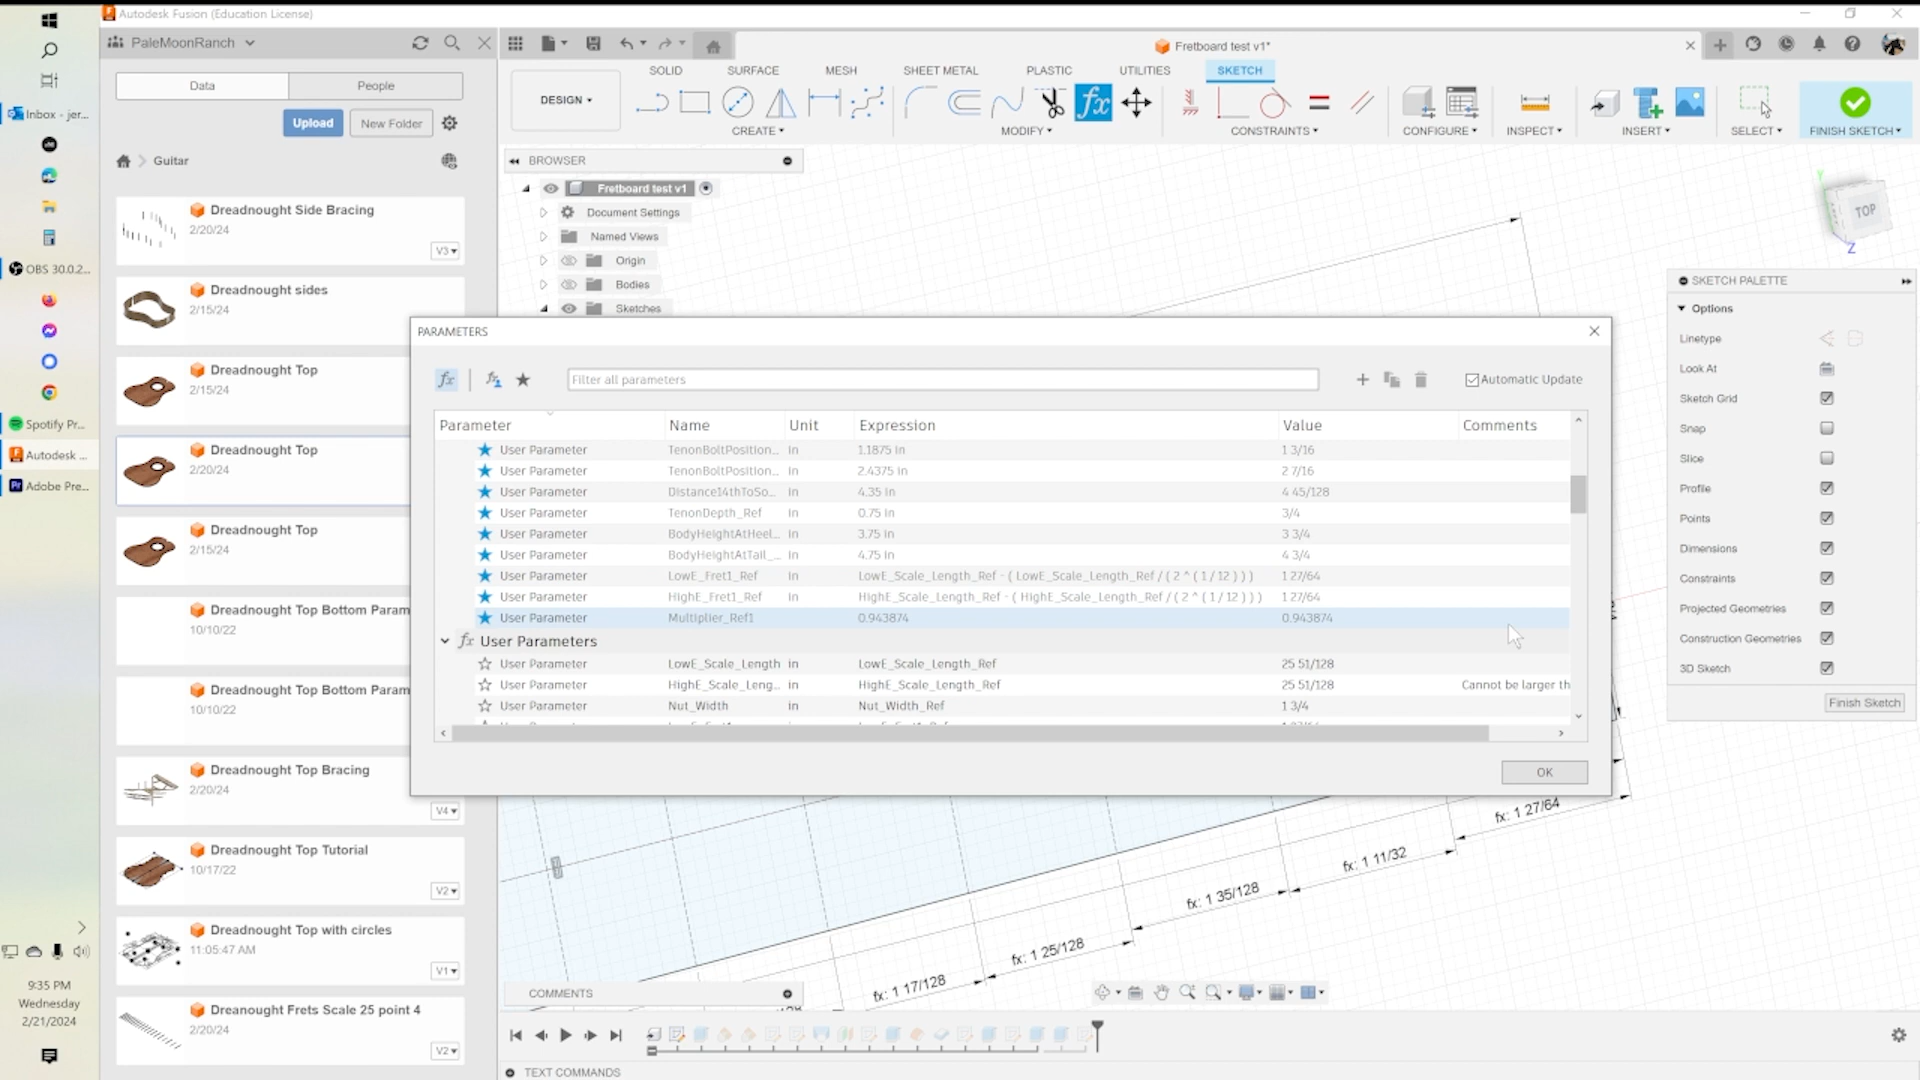 Autodesk Fusion (Education License)
PaleMoonRanch
Fretboard test v1*
Data
People
Upload
New Folder
Guitar
Dreadnought Side Bracing
2/20/24
V3
Dreadnought sides
2/15/24
Dreadnought Top
2/15/24
Dreadnought Top
2/20/24
Dreadnought Top
2/15/24
Dreadnought Top Bottom Param
10/10/22
Dreadnought Top Bottom Param
10/10/22
Dreadnought Top Bracing
2/20/24
V4
Dreadnought Top Tutorial
10/17/22
V2
Dreadnought Top with circles
11:05:47 AM
V1
Dreanought Frets Scale 25 point 4
2/20/24
V2
Inbox - jer...
OBS 30.0.2...
Spotify Pr...
Autodesk ...
Adobe Pre...
9:35 PM
Wednesday
2/21/2024
DESIGN
SOLID
SURFACE
MESH
SHEET METAL
PLASTIC
UTILITIES
SKETCH
CREATE
MODIFY
CONSTRAINTS
CONFIGURE
INSPECT
INSERT
SELECT
FINISH SKETCH
BROWSER
Fretboard test v1
Document Settings
Named Views
Origin
Bodies
Sketches
TOP
Y
Z
PARAMETERS
fx
Filter all parameters
Automatic Update
Parameter Name Unit Expression Value Comments
User Parameter TenonBoltPosition... in 1.1875 in 1 3/16
User Parameter TenonBoltPosition... in 2.4375 in 2 7/16
User Parameter Distance14thToSo... in 4.35 in 4 45/128
User Parameter TenonDepth_Ref in 0.75 in 3/4
User Parameter BodyHeightAtHeel... in 3.75 in 3 3/4
User Parameter BodyHeightAtTail_... in 4.75 in 4 3/4
User Parameter LowE_Fret1_Ref in LowE_Scale_Length_Ref - ( LowE_Scale_Length_Ref / ( 2 ^ ( 1 / 12 ) ) ) 1 27/64
User Parameter HighE_Fret1_Ref in HighE_Scale_Length_Ref - ( HighE_Scale_Length_Ref / ( 2 ^ ( 1 / 12 ) ) ) 1 27/64
User Parameter Multiplier_Ref1 0.943874 0.943874
fx User Parameters
User Parameter LowE_Scale_Length in LowE_Scale_Length_Ref 25 51/128
User Parameter HighE_Scale_Leng... in HighE_Scale_Length_Ref 25 51/128 Cannot be larger th
User Parameter Nut_Width in Nut_Width_Ref 1 3/4
OK
SKETCH PALETTE
Options
Linetype
Look At
Sketch Grid
Snap
Slice
Profile
Points
Dimensions
Constraints
Projected Geometries
Construction Geometries
3D Sketch
Finish Sketch
fx: 1 27/64
fx: 1 11/32
fx: 1 35/128
fx: 1 25/128
fx: 1 17/128
COMMENTS
TEXT COMMANDS